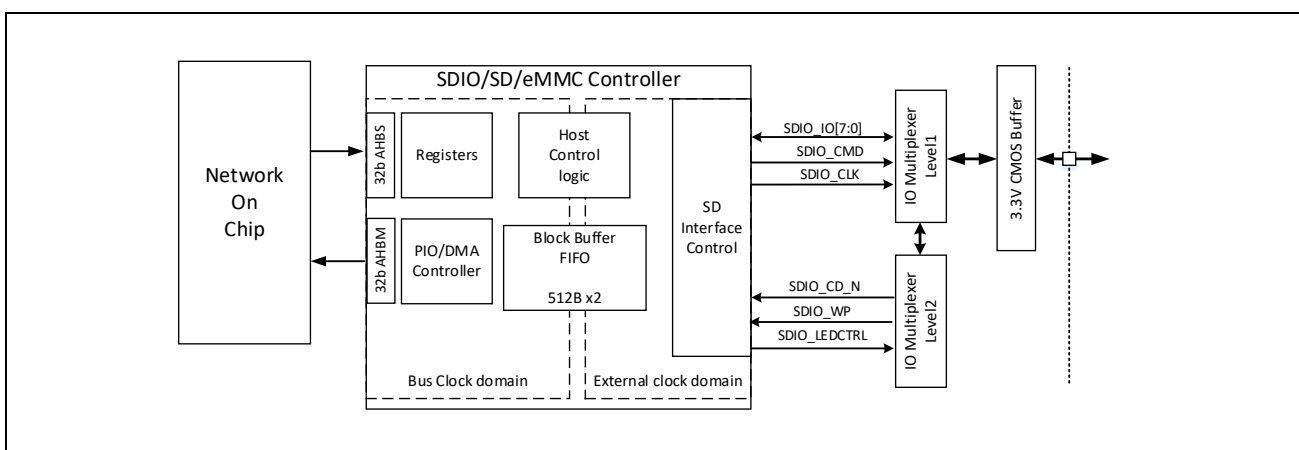 SDIO/SD/eMMC Controller
Network
On
Chip
32b AHBS
Registers
Host
Control
logic
32b AHBM
PIO/DMA
Controller
Block Buffer
FIFO
512B x2
SD
Interface
Control
SDIO_IO[7:0]
SDIO_CMD
SDIO_CLK
SDIO_CD_N
SDIO_WP
SDIO_LEDCTRL
IO Multiplexer
Level1
IO Multiplexer
Level2
3.3V CMOS Buffer
Bus Clock domain
External clock domain